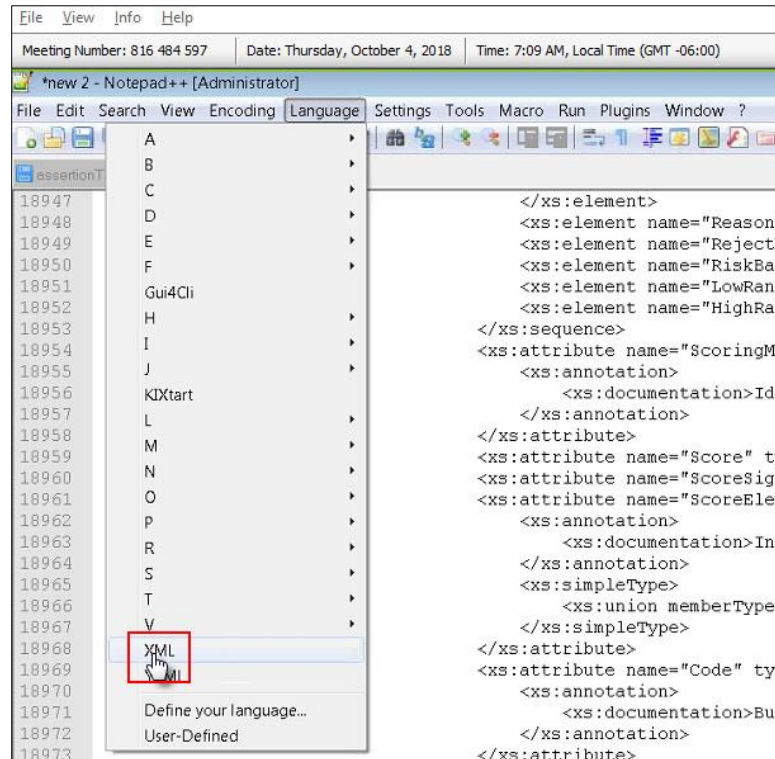 File View Info Help
Meeting Number: 816 484 597 Date: Thursday, October 4, 2018 Time: 7:09 AM, Local Time (GMT -06:00)
*new 2 - Notepad++ [Administrator]
File Edit Search View Encoding Language Settings Tools Macro Run Plugins Window ?
assertionT
A
B
C
D
E
F
Gui4Cli
H
I
J
KIXtart
L
M
N
O
P
R
S
T
V
XML
Define your language...
User-Defined
18947 </xs:element>
18948 <xs:element name="Reason
18949 <xs:element name="Reject
18950 <xs:element name="RiskBa
18951 <xs:element name="LowRan
18952 <xs:element name="HighRa
18953 </xs:sequence>
18954 <xs:attribute name="ScoringM
18955 <xs:annotation>
18956 <xs:documentation>Id
18957 </xs:annotation>
18958 </xs:attribute>
18959 <xs:attribute name="Score" t
18960 <xs:attribute name="ScoreSig
18961 <xs:attribute name="ScoreEle
18962 <xs:annotation>
18963 <xs:documentation>In
18964 </xs:annotation>
18965 <xs:simpleType>
18966 <xs:union memberType
18967 </xs:simpleType>
18968 </xs:attribute>
18969 <xs:attribute name="Code" ty
18970 <xs:annotation>
18971 <xs:documentation>Bu
18972 </xs:annotation>
18973 </xs:attribute>